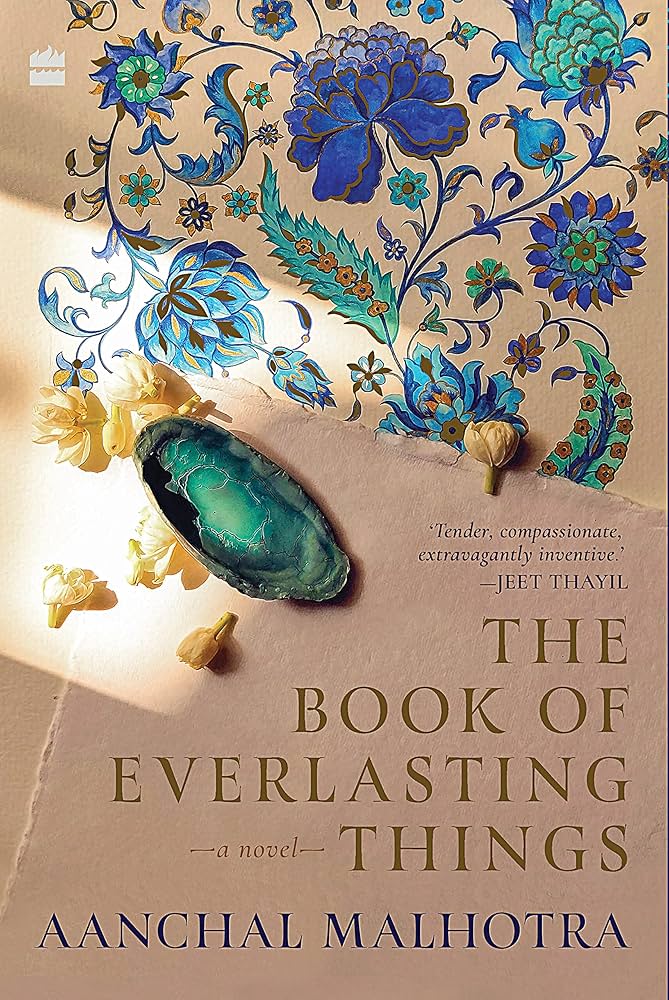 ‘Tender, compassionate,
extravagantly inventive.’
—JEET THAYIL
THE
BOOK OF
EVERLASTING
—a novel— THINGS
AANCHAL MALHOTRA